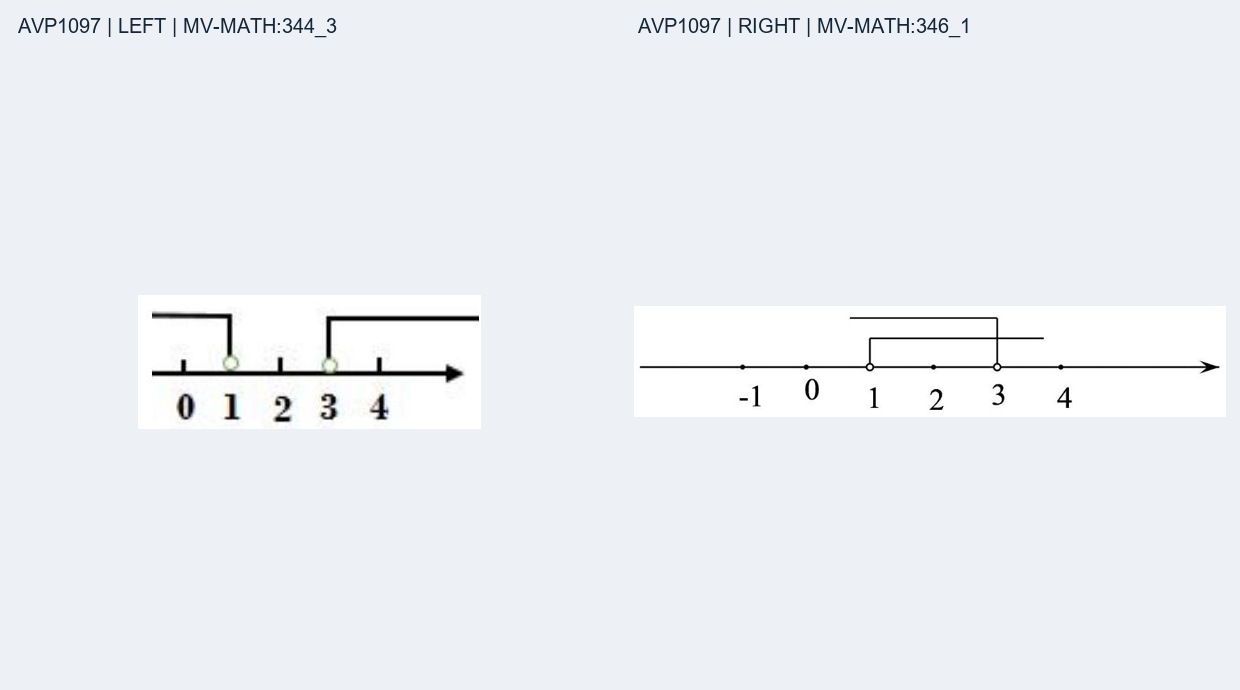 AVP1097 | LEFT | MV-MATH:344_3
AVP1097 | RIGHT | MV-MATH:346_1
0 1 2 3 4
-1 0 1 2 3 4